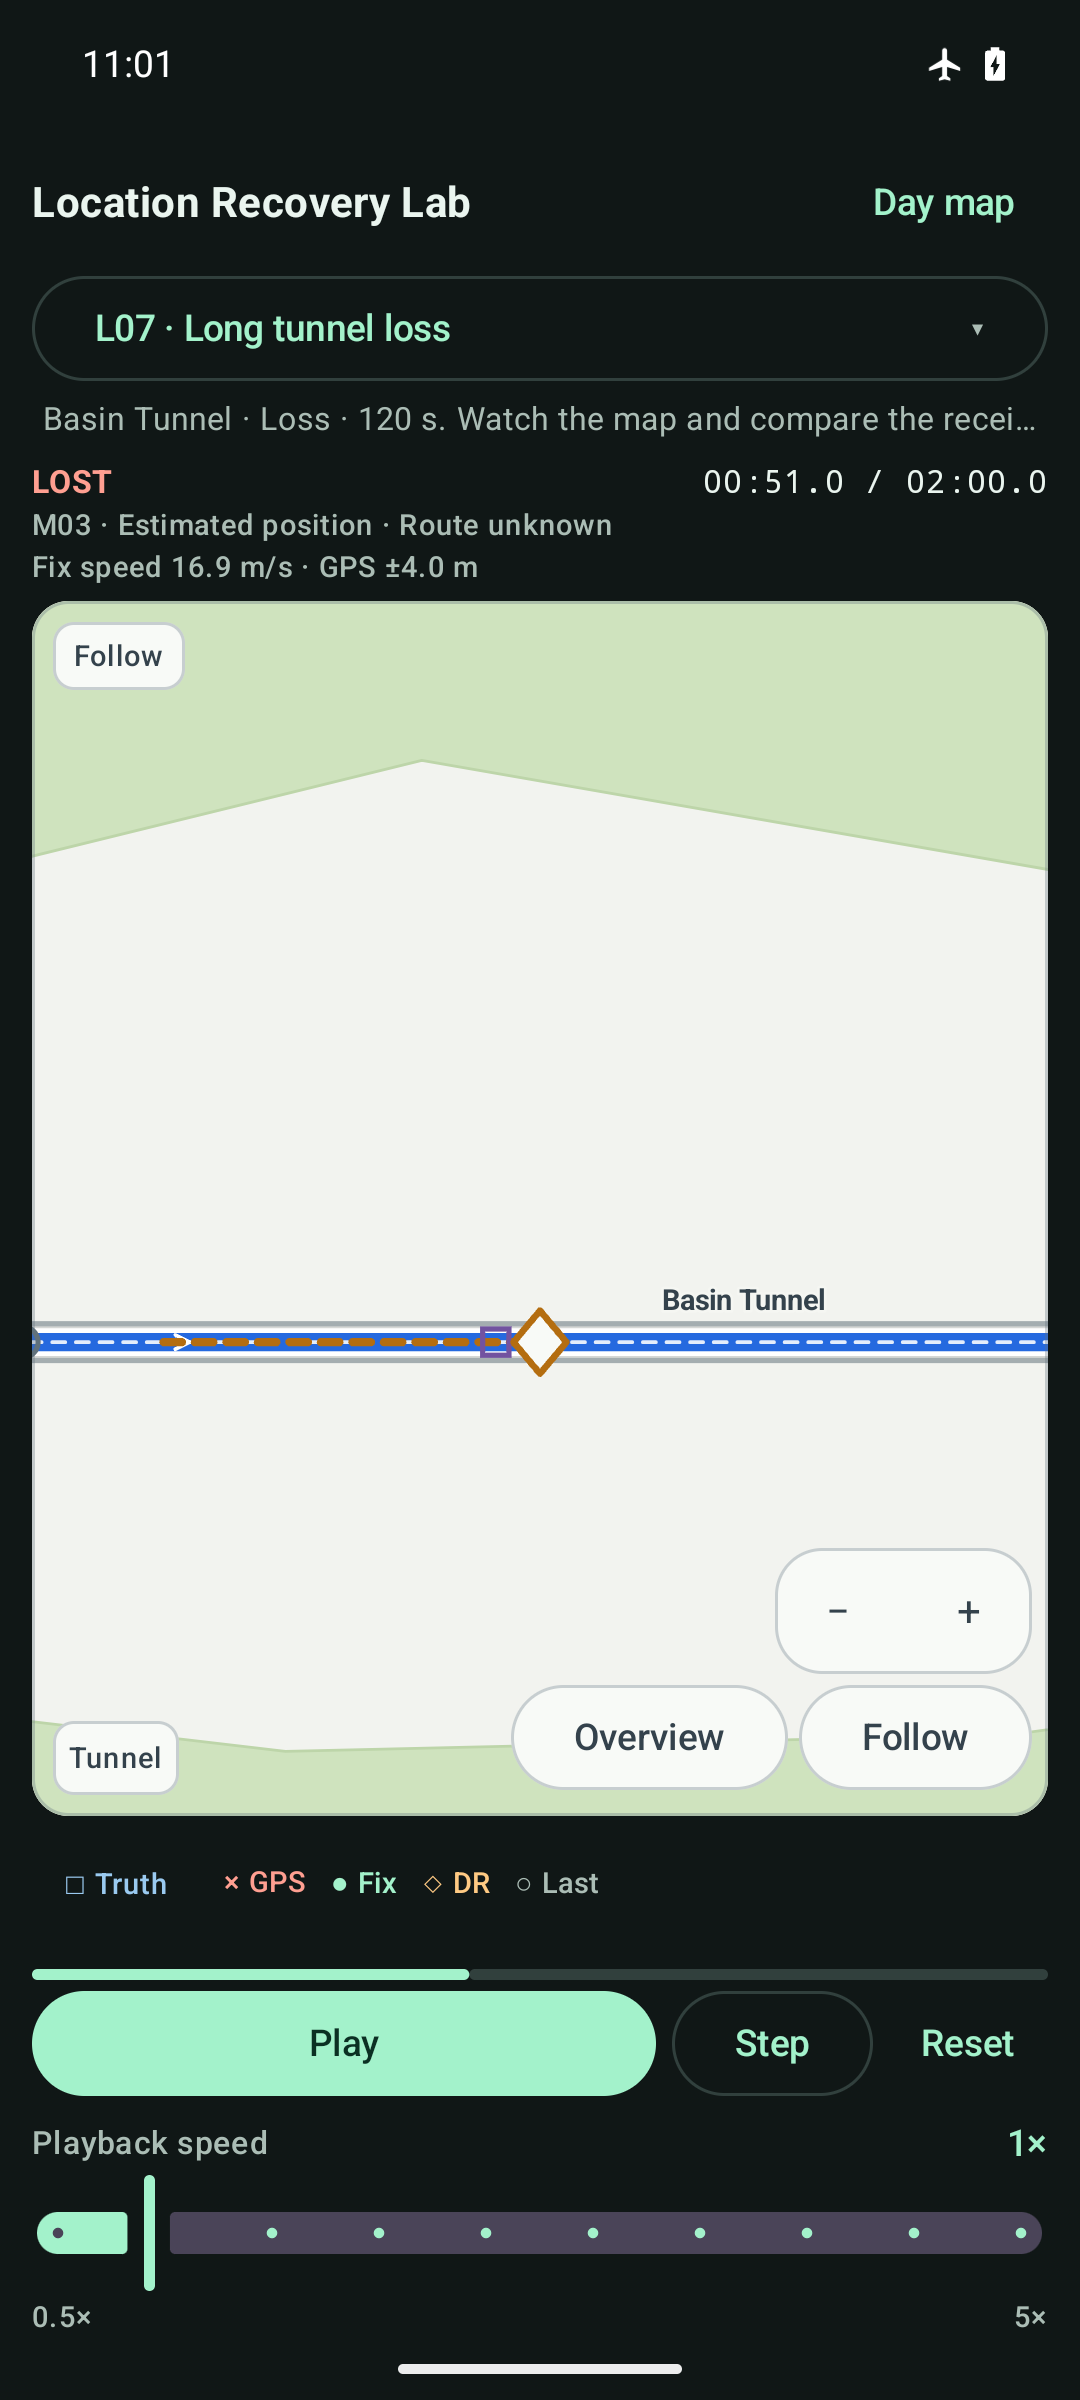 11:01
Location Recovery Lab
Day map
L07 · Long tunnel loss
Basin Tunnel · Loss · 120 s. Watch the map and compare the recei…
LOST
00:51.0 / 02:00.0
M03 · Estimated position · Route unknown
Fix speed 16.9 m/s · GPS ±4.0 m
Follow
Basin Tunnel
− +
Tunnel
Overview
Follow
□ Truth × GPS ● Fix ◇ DR ○ Last
Play
Step
Reset
Playback speed
1×
0.5×
5×